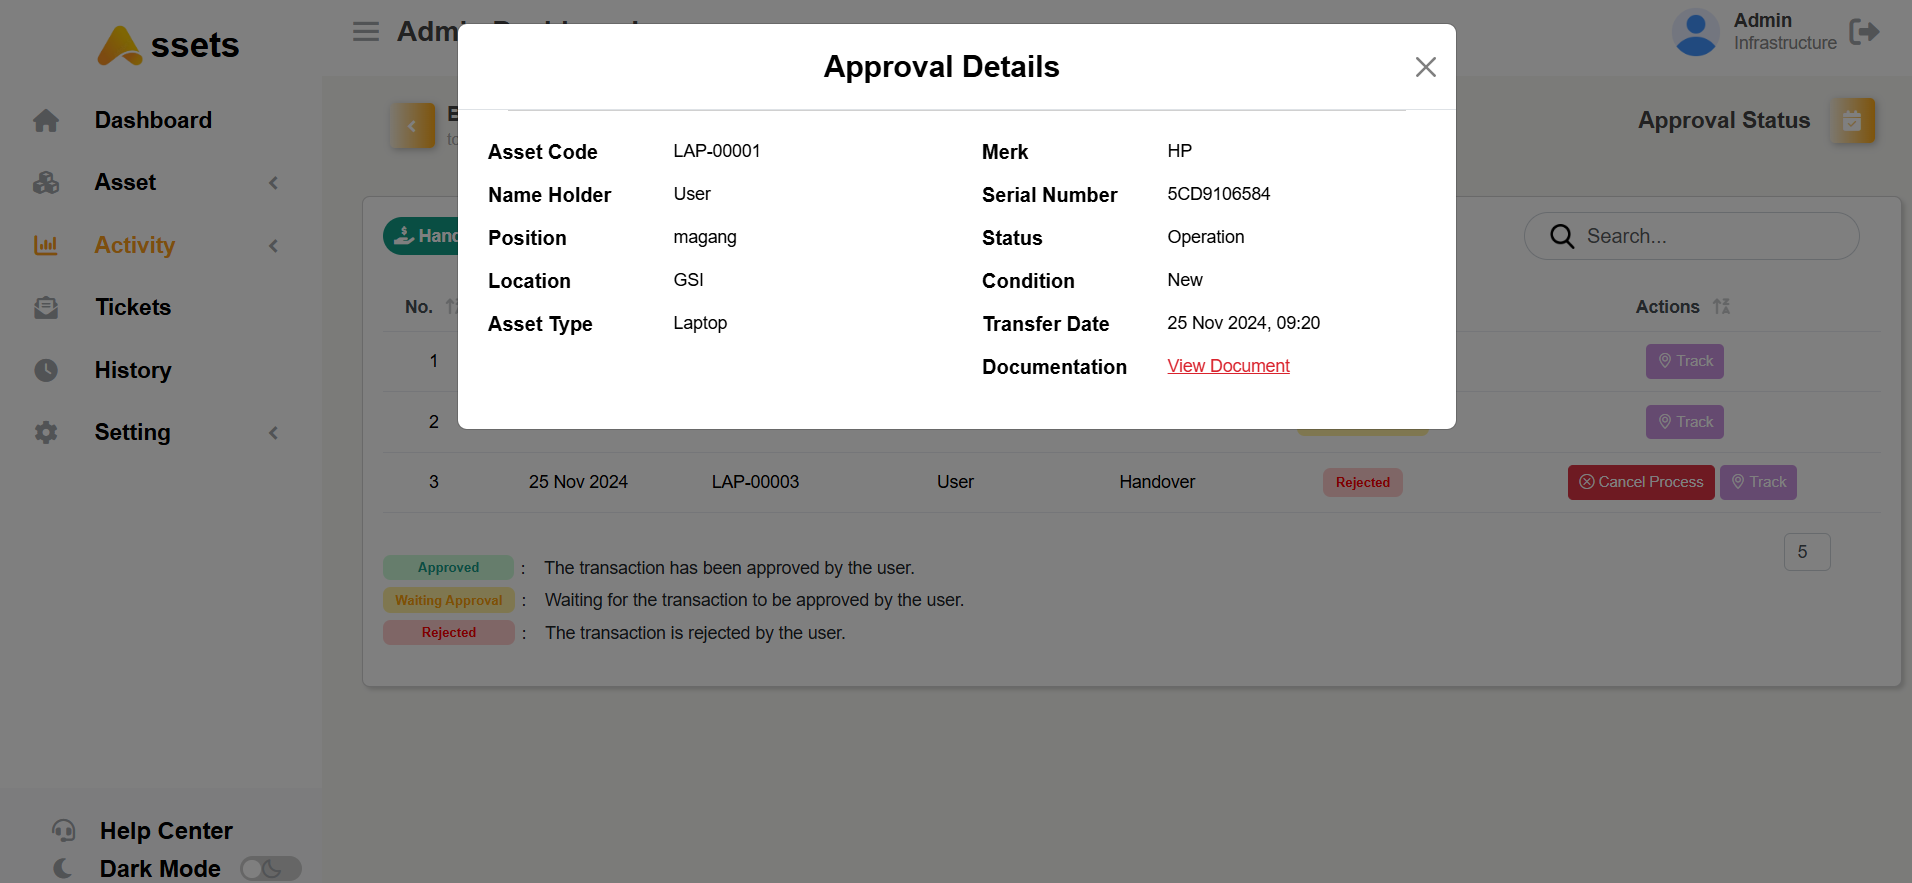 ssets
Dashboard
Asset
Activity
Tickets
History
Setting
Help Center
Dark Mode
Admin
Infrastructure
Approval Status
Search...
No.
Actions
1
Track
2
Track
3
25 Nov 2024
LAP-00003
User
Handover
Rejected
Cancel Process
Track
Approved : The transaction has been approved by the user.
Waiting Approval : Waiting for the transaction to be approved by the user.
Rejected : The transaction is rejected by the user.
5
Approval Details
Asset Code LAP-00001
Name Holder User
Position magang
Location GSI
Asset Type Laptop
Merk HP
Serial Number 5CD9106584
Status Operation
Condition New
Transfer Date 25 Nov 2024, 09:20
Documentation View Document